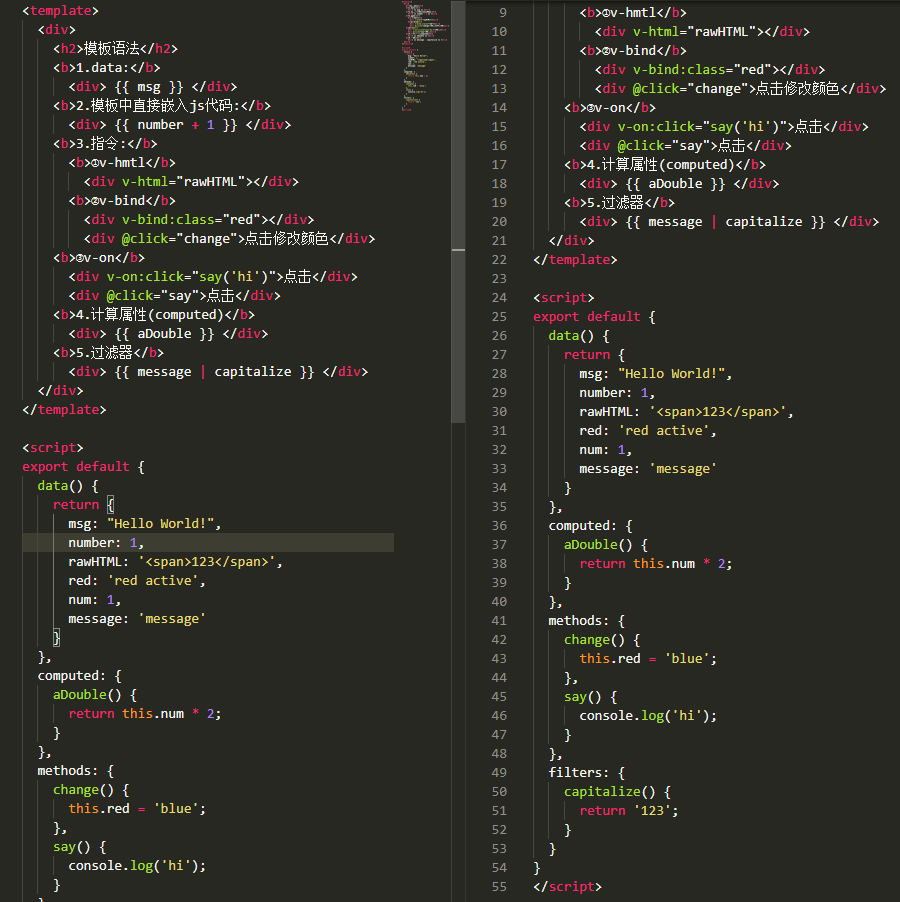 <template>
<div>
<h2>模板语法</h2>
<b>1.data:</b>
<div> {{ msg }} </div>
<b>2.模板中直接嵌入js代码:</b>
<div> {{ number + 1 }} </div>
<b>3.指令:</b>
<b>①v-hmtl</b>
<div v-html="rawHTML"></div>
<b>②v-bind</b>
<div v-bind:class="red"></div>
<div @click="change">点击修改颜色</div>
<b>③v-on</b>
<div v-on:click="say('hi')">点击</div>
<div @click="say">点击</div>
<b>4.计算属性(computed)</b>
<div> {{ aDouble }} </div>
<b>5.过滤器</b>
<div> {{ message | capitalize }} </div>
</div>
</template>
<script>
export default {
data() {
return {
msg: "Hello World!",
number: 1,
rawHTML: '<span>123</span>',
red: 'red active',
num: 1,
message: 'message'
}
},
computed: {
aDouble() {
return this.num * 2;
}
},
methods: {
change() {
this.red = 'blue';
},
say() {
console.log('hi');
}
9 <b>①v-hmtl</b>
10 <div v-html="rawHTML"></div>
11 <b>②v-bind</b>
12 <div v-bind:class="red"></div>
13 <div @click="change">点击修改颜色</div>
14 <b>③v-on</b>
15 <div v-on:click="say('hi')">点击</div>
16 <div @click="say">点击</div>
17 <b>4.计算属性(computed)</b>
18 <div> {{ aDouble }} </div>
19 <b>5.过滤器</b>
20 <div> {{ message | capitalize }} </div>
21 </div>
22 </template>
23
24 <script>
25 export default {
26 data() {
27 return {
28 msg: "Hello World!",
29 number: 1,
30 rawHTML: '<span>123</span>',
31 red: 'red active',
32 num: 1,
33 message: 'message'
34 }
35 },
36 computed: {
37 aDouble() {
38 return this.num * 2;
39 }
40 },
41 methods: {
42 change() {
43 this.red = 'blue';
44 },
45 say() {
46 console.log('hi');
47 }
48 },
49 filters: {
50 capitalize() {
51 return '123';
52 }
53 }
54 }
55 </script>